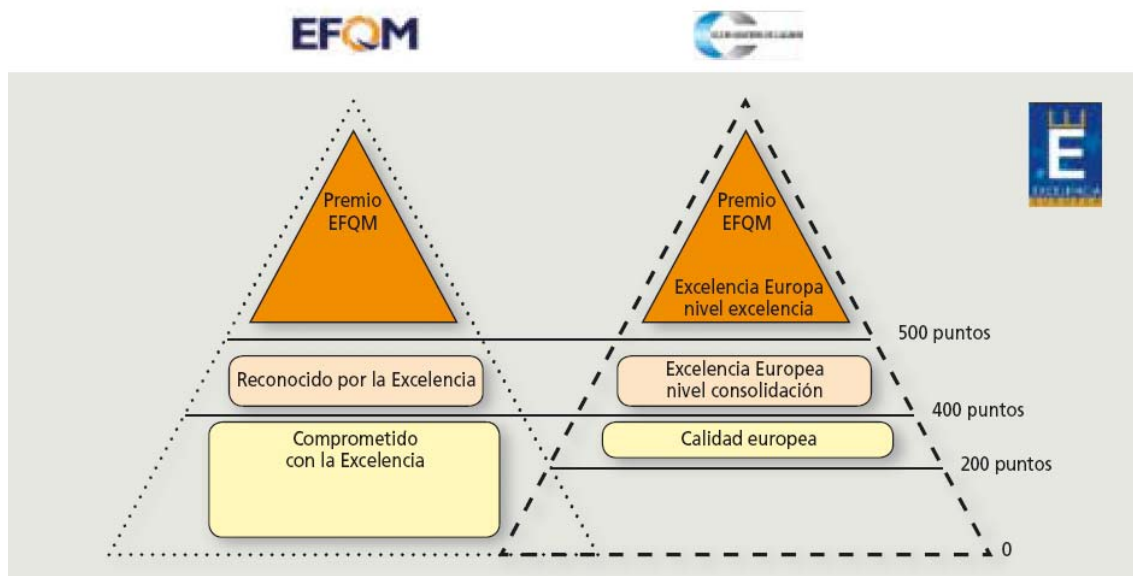 EFQM
Premio
EFQM
Premio
EFQM
Excelencia Europa
nivel excelencia
500 puntos
Reconocido por la Excelencia
Excelencia Europea
nivel consolidación
400 puntos
Comprometido
con la Excelencia
Calidad europea
200 puntos
0
E
EXCELENCIA